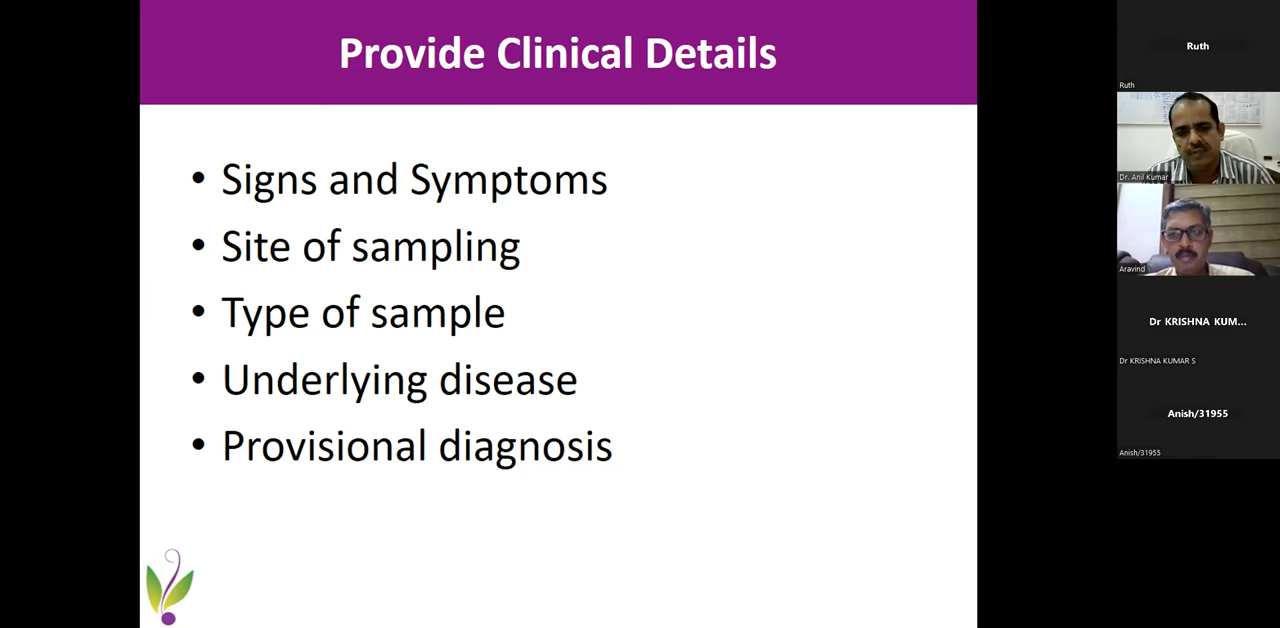 Provide Clinical Details
• Signs and Symptoms
• Site of sampling
• Type of sample
• Underlying disease
• Provisional diagnosis
Ruth
Ruth
Dr. Anil Kumar
Aravind
Dr KRISHNA KUM...
Dr KRISHNA KUMAR S
Anish/31955
Anish/31955